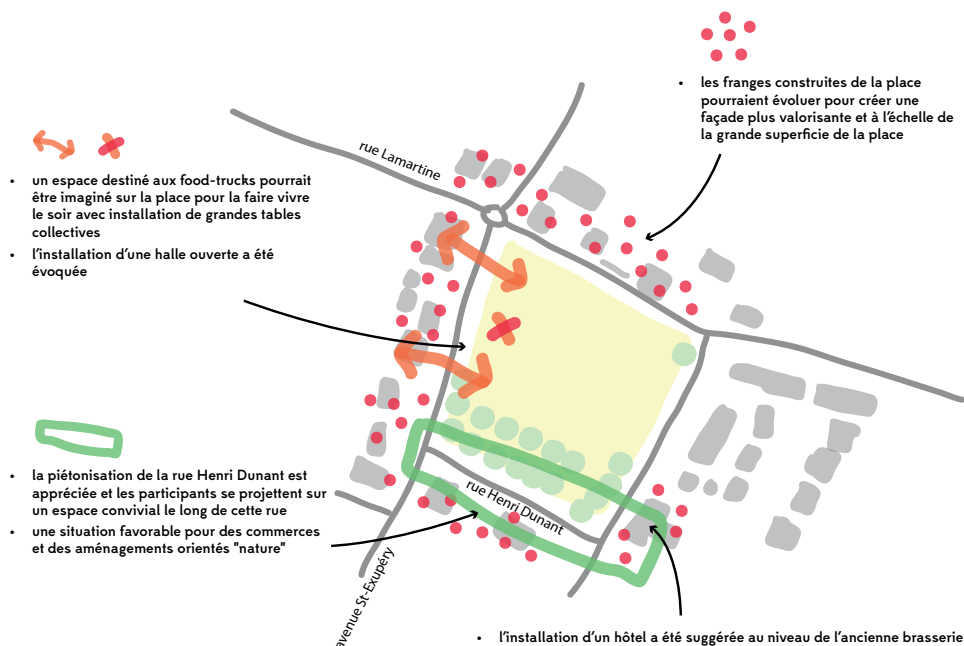 • les franges construites de la place
pourraient évoluer pour créer une
façade plus valorisante et à l'échelle de
la grande superficie de la place
rue Lamartine
• un espace destiné aux food-trucks pourrait
être imaginé sur la place pour la faire vivre
le soir avec installation de grandes tables
collectives
• l'installation d'une halle ouverte a été
évoquée
• la piétonisation de la rue Henri Dunant est
appréciée et les participants se projettent sur
un espace convivial le long de cette rue
• une situation favorable pour des commerces
et des aménagements orientés "nature"
rue Henri Dunant
avenue St-Exupéry
• l'installation d'un hôtel a été suggérée au niveau de l'ancienne brasserie